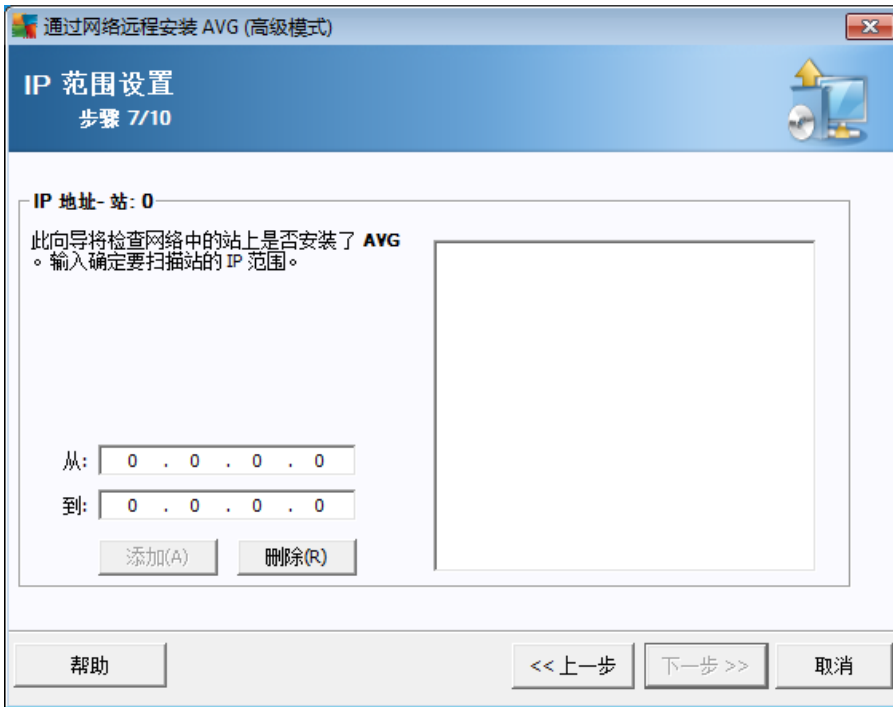 通过网络远程安装 AVG (高级模式)
IP 范围设置
步骤 7/10
IP 地址- 站: 0
此向导将检查网络中的站上是否安装了 AVG
。输入确定要扫描站的 IP 范围。
从: 0 . 0 . 0 . 0
到: 0 . 0 . 0 . 0
添加(A) 删除(R)
帮助 << 上一步 下一步 >> 取消